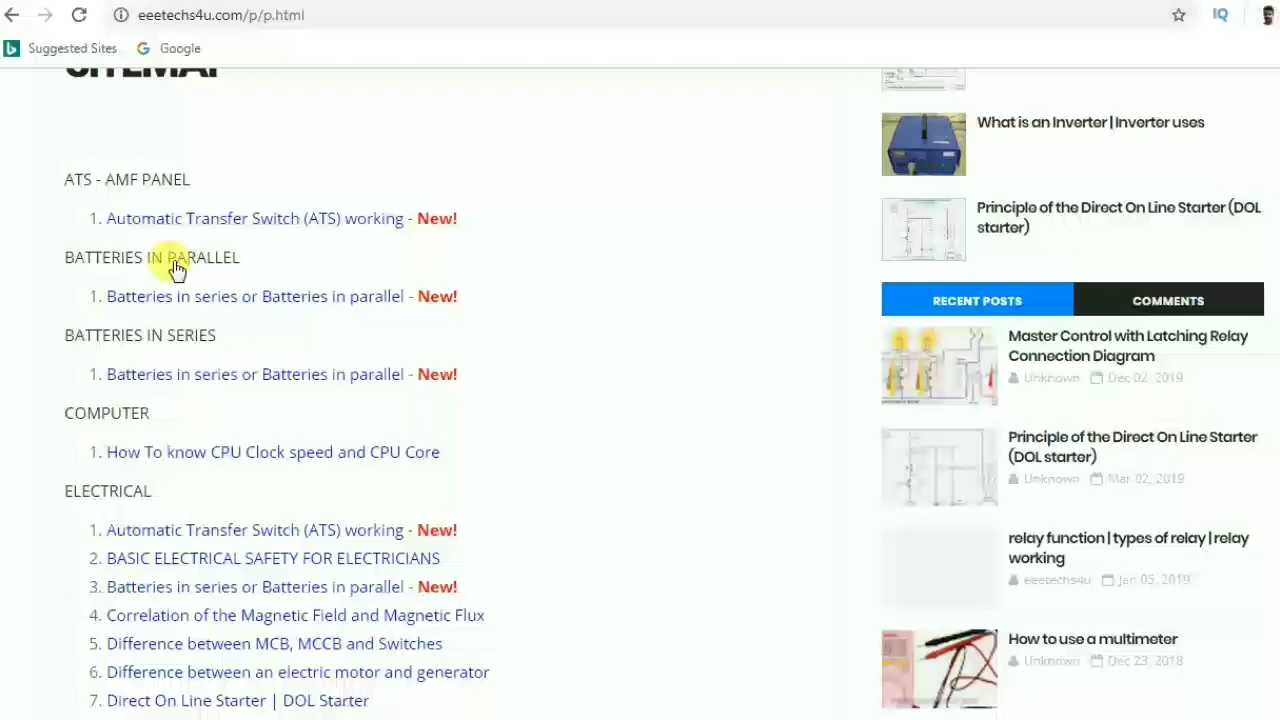 eeetechs4u.com/p/p.html
IQ
b Suggested Sites
G Google
SITEMAP
ATS - AMF PANEL
1. Automatic Transfer Switch (ATS) working - New!
BATTERIES IN PARALLEL
1. Batteries in series or Batteries in parallel - New!
BATTERIES IN SERIES
1. Batteries in series or Batteries in parallel - New!
COMPUTER
1. How To know CPU Clock speed and CPU Core
ELECTRICAL
1. Automatic Transfer Switch (ATS) working - New!
2. BASIC ELECTRICAL SAFETY FOR ELECTRICIANS
3. Batteries in series or Batteries in parallel - New!
4. Correlation of the Magnetic Field and Magnetic Flux
5. Difference between MCB, MCCB and Switches
6. Difference between an electric motor and generator
7. Direct On Line Starter | DOL Starter
What is an Inverter | Inverter uses
Principle of the Direct On Line Starter (DOL
starter)
RECENT POSTS
COMMENTS
Master Control with Latching Relay
Connection Diagram
Unknown Dec 02, 2019
Principle of the Direct On Line Starter
(DOL starter)
Unknown Mar 02, 2019
relay function | types of relay | relay
working
eeetechs4u Jan 05, 2019
How to use a multimeter
Unknown Dec 23, 2018